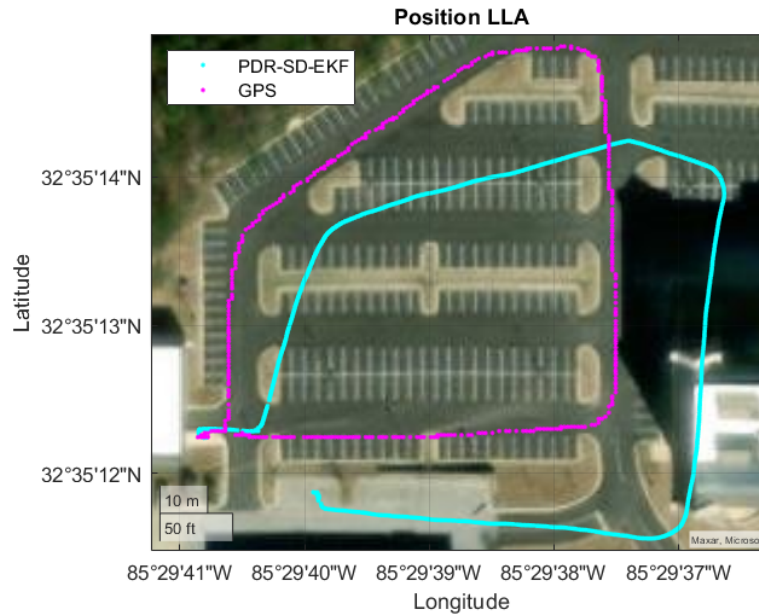 Position LLA
PDR-SD-EKF
GPS
32°35'14"N
32°35'13"N
32°35'12"N
Latitude
10 m
50 ft
Maxar, Microso
85°29'41"W 85°29'40"W 85°29'39"W 85°29'38"W 85°29'37"W
Longitude